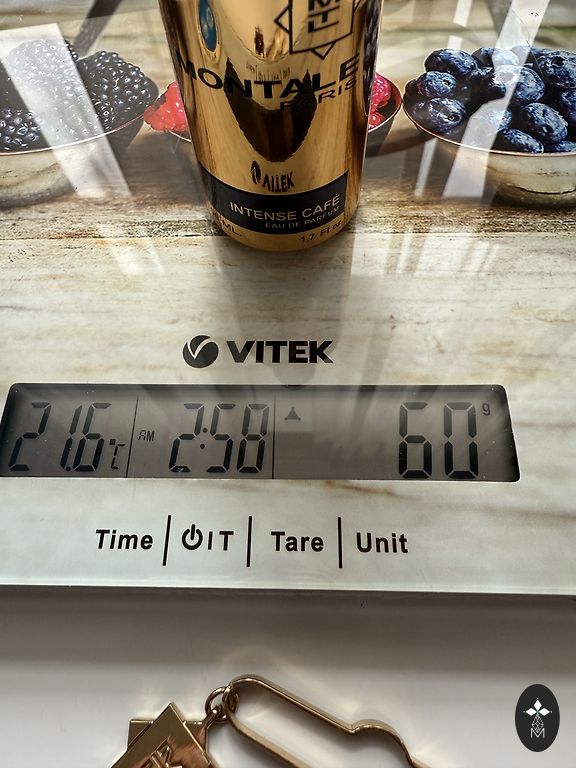 MONTALE
PARIS
INTENSE CAFÉ
EAU DE PARFUM
ML. 1.7 Fl.oz
VITEK
21.6 °C AM 2:58 60 g
Time | IT | Tare | Unit